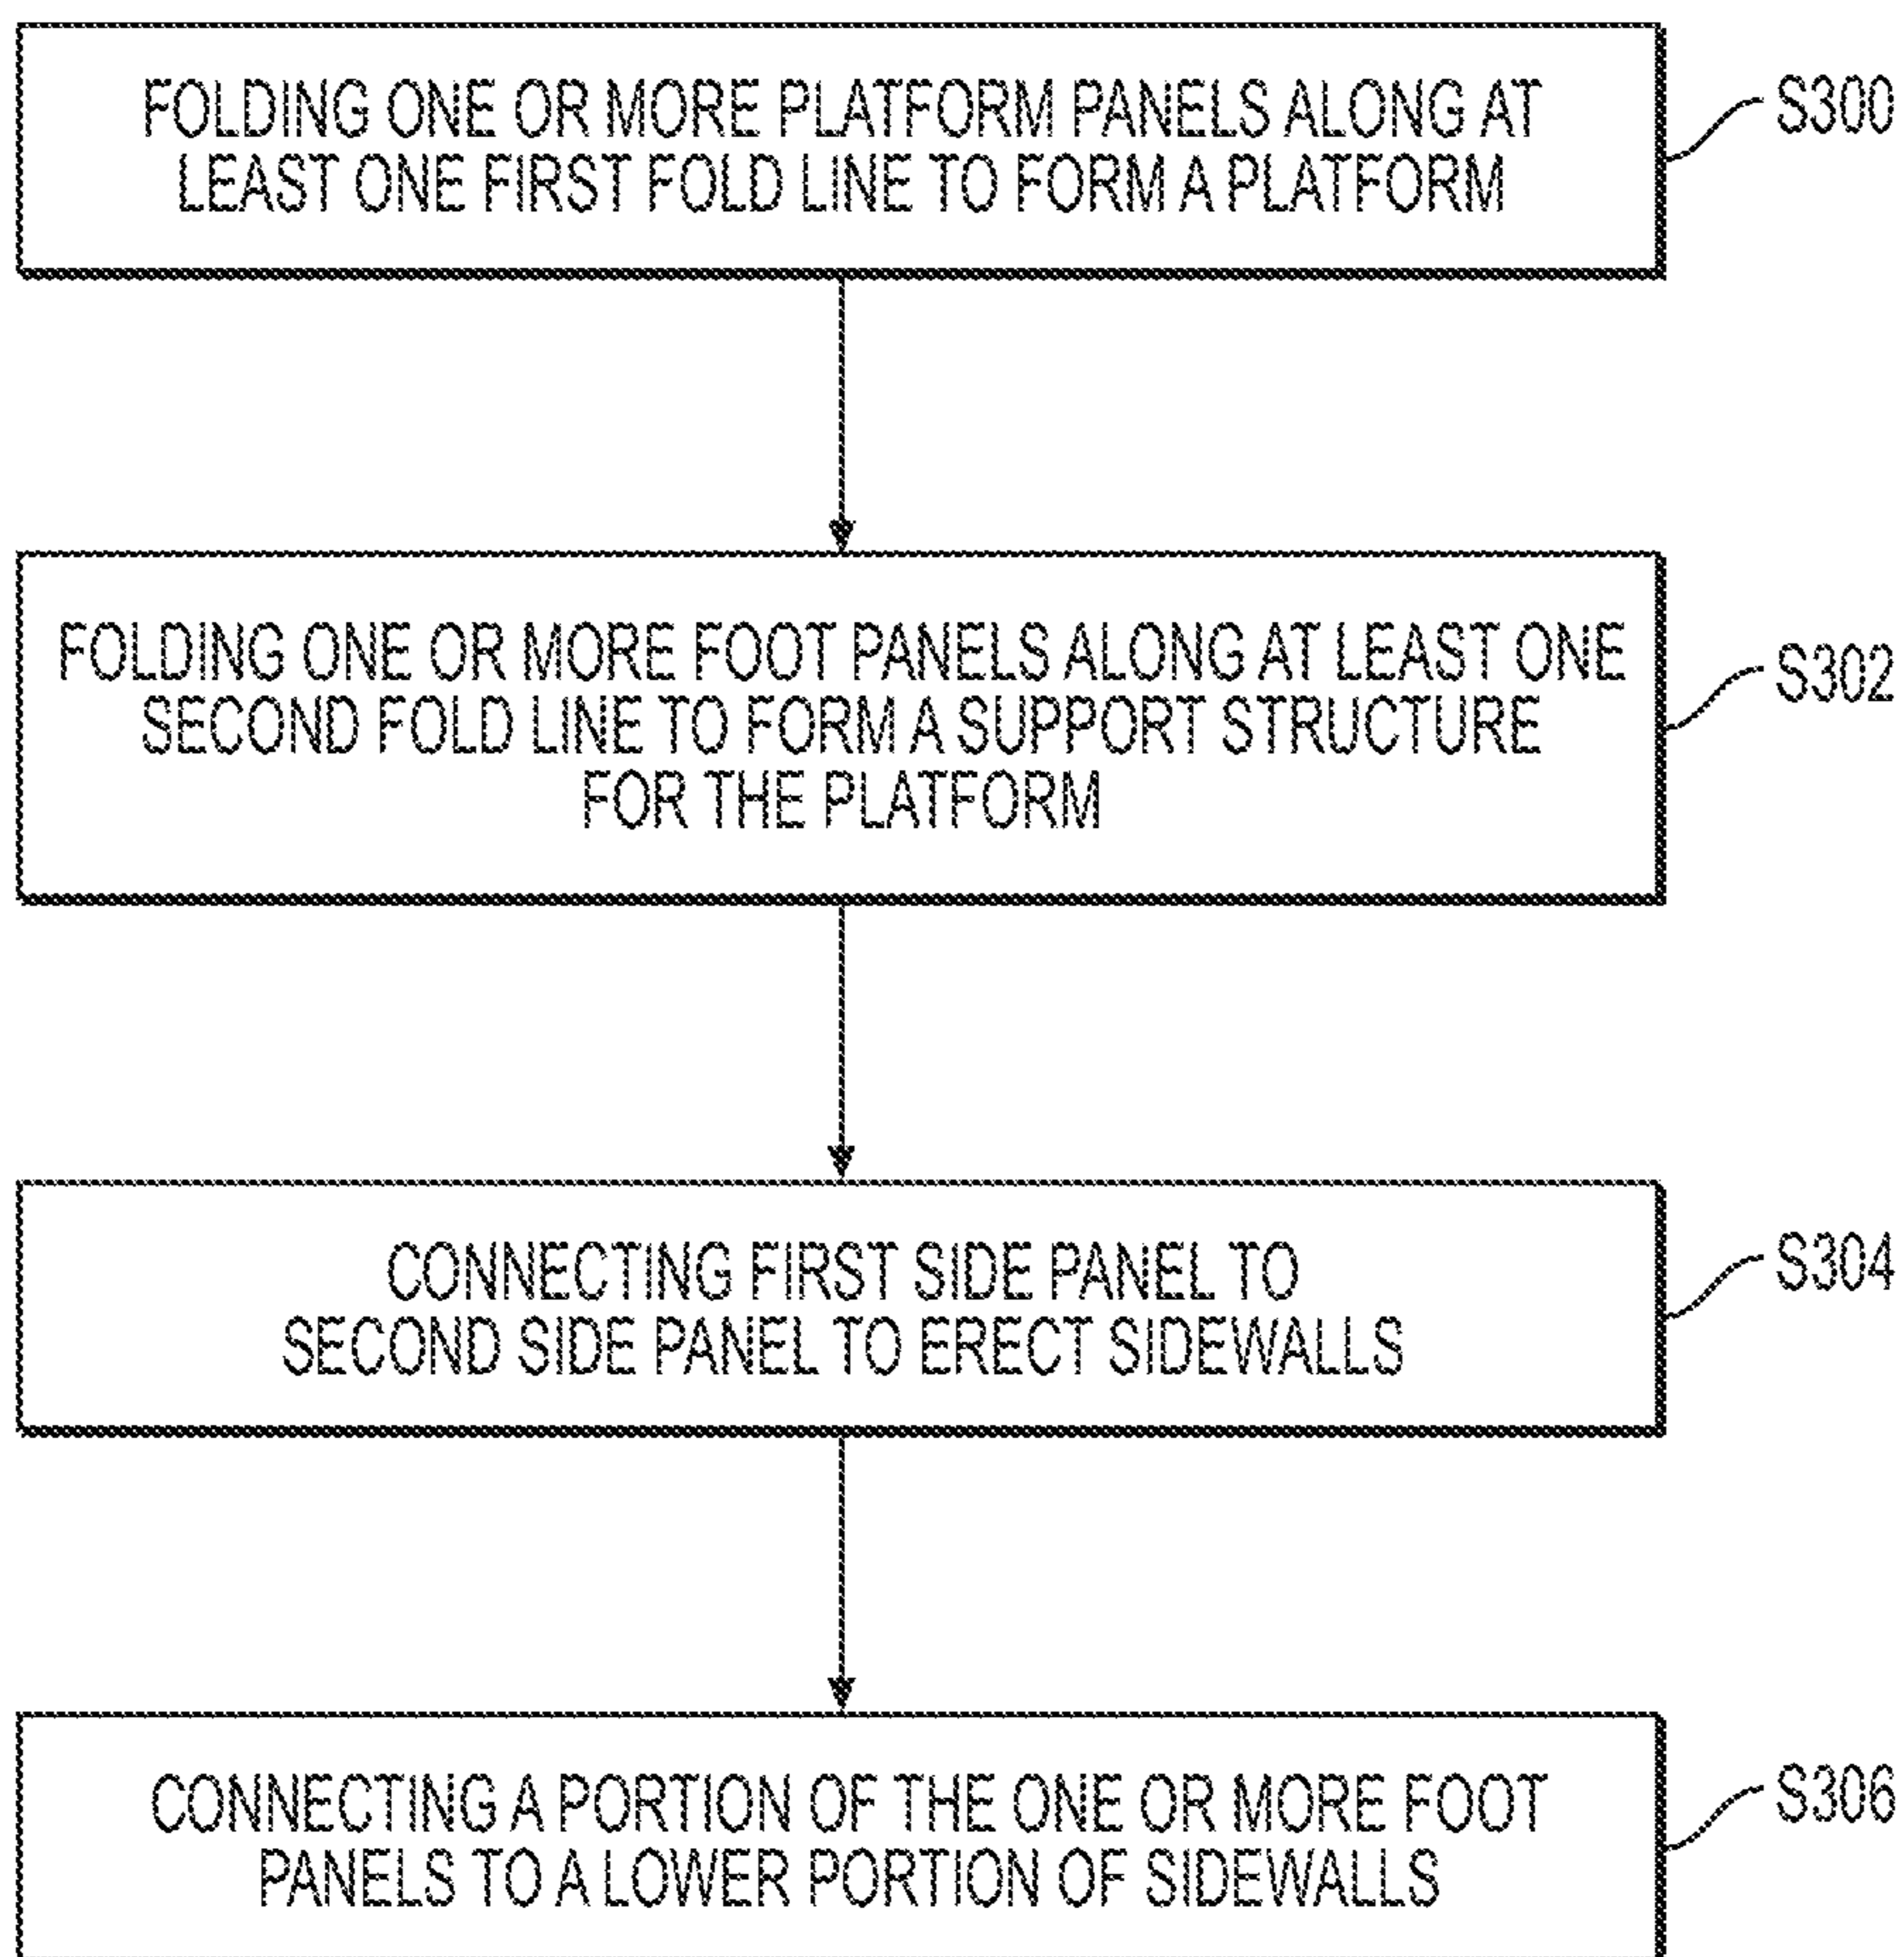 FOLDING ONE OR MORE PLATFORM PANELS ALONG AT
LEAST ONE FIRST FOLD LINE TO FORM A PLATFORM
S300
FOLDING ONE OR MORE FOOT PANELS ALONG AT LEAST ONE
SECOND FOLD LINE TO FORM A SUPPORT STRUCTURE
FOR THE PLATFORM
S302
CONNECTING FIRST SIDE PANEL TO
SECOND SIDE PANEL TO ERECT SIDEWALLS
S304
CONNECTING A PORTION OF THE ONE OR MORE FOOT
PANELS TO A LOWER PORTION OF SIDEWALLS
S306